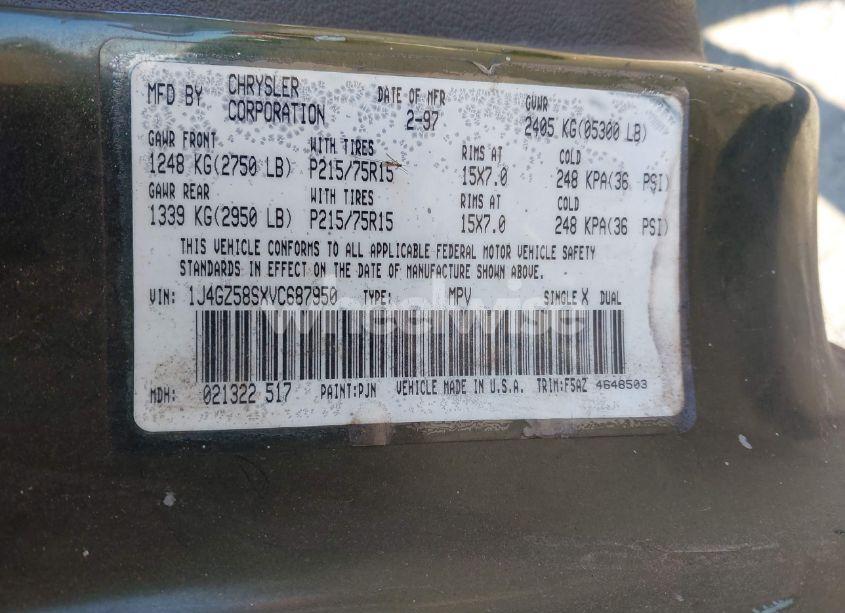 MFD BY CHRYSLER CORPORATION DATE OF MFR 2-97 GVWR 2405 KG(05300 LB)
GAWR FRONT WITH TIRES RIMS AT COLD
1248 KG(2750 LB) P215/75R15 15X7.0 248 KPA(36 PSI)
GAWR REAR WITH TIRES RIMS AT COLD
1339 KG(2950 LB) P215/75R15 15X7.0 248 KPA(36 PSI)
THIS VEHICLE CONFORMS TO ALL APPLICABLE FEDERAL MOTOR VEHICLE SAFETY
STANDARDS IN EFFECT ON THE DATE OF MANUFACTURE SHOWN ABOVE.
VIN: 1J4GZ58SXVC687950 TYPE: MPV SINGLE X DUAL
wheelwise
MDH: 021322 517 PAINT:PJN VEHICLE MADE IN U.S.A. TRIM:F5AZ 4648503